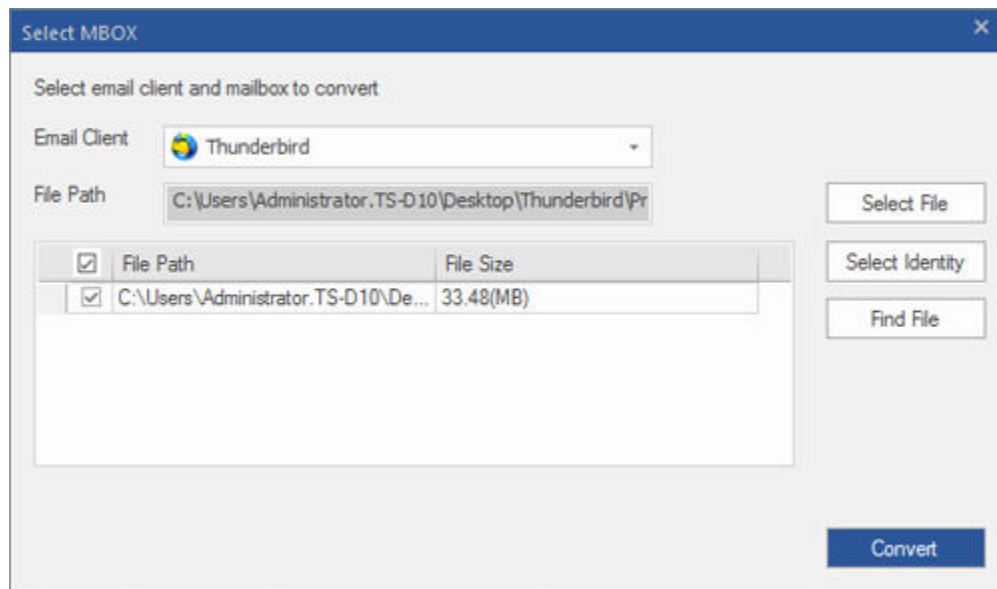 Select MBOX
Select email client and mailbox to convert
Email Client
Thunderbird
File Path
C:\Users\Administrator.TS-D10\Desktop\Thunderbird\Pr
Select File
File Path File Size
Select Identity
C:\Users\Administrator.TS-D10\De... 33.48(MB)
Find File
Convert